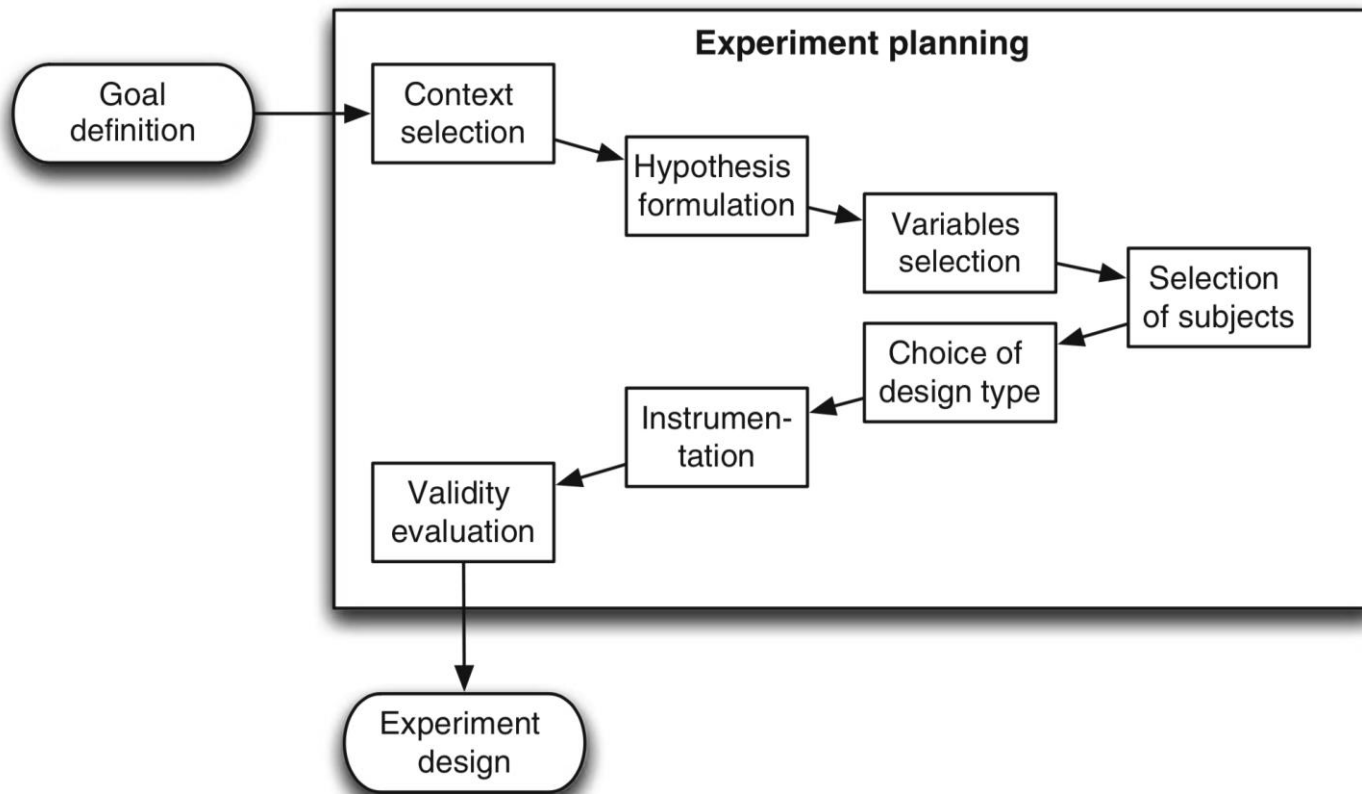 Experiment planning
Goal
definition
Context
selection
Hypothesis
formulation
Variables
selection
Selection
of subjects
Choice of
design type
Instrumen-
tation
Validity
evaluation
Experiment
design